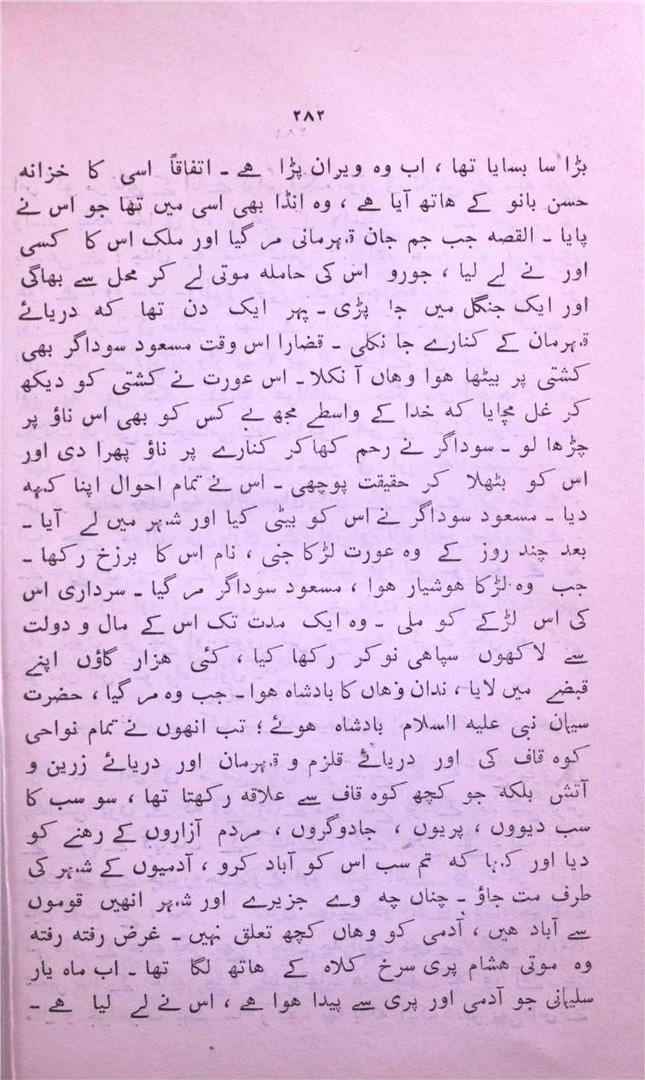 ۲۸۲
بڑا سا بسایا تھا ، اب وہ ویران پڑا ہے ۔ اتفاقاً اسی کا خزانہ
حسن بانو کے ہاتھ آیا ہے ، وہ انڈا بھی اسی میں تھا جو اس نے
پایا ۔ القصہ جب جم جان قہرمانی مر گیا اور ملک اس کا کسی
اور نے لے لیا ، جورو اس کی حاملہ موتی لے کر محل سے بھاگی
اور ایک جنگل میں جا پڑی ۔ پہر ایک دن تھا کہ دریائے
قہرمان کے کنارے جا نکلی ۔ قضارا اس وقت مسعود سوداگر بھی
کشتی پر بیٹھا ہوا وہاں آ نکلا ۔ اس عورت نے کشتی کو دیکھ
کر غل مچایا کہ خدا کے واسطے مجھ بے کس کو بھی اس ناؤ پر
چڑھا لو ۔ سوداگر نے رحم کھا کر کنارے پر ناؤ پھرا دی اور
اس کو بٹھلا کر حقیقت پوچھی ۔ اس نے تمام احوال اپنا کہہ
دیا ۔ مسعود سوداگر نے اس کو بیٹی کیا اور شہر میں لے آیا ۔
بعد چند روز کے وہ عورت لڑکا جنی ، نام اس کا برزخ رکھا ۔
جب وہ لڑکا ہوشیار ہوا ، مسعود سوداگر مر گیا ۔ سرداری اس
کی اس لڑکے کو ملی ۔ وہ ایک مدت تک اس کے مال و دولت
سے لاکھوں سپاہی نوکر رکھا کیا ، کئی ہزار گاؤں اپنے
قبضے میں لایا ، ندان وہاں کا بادشاہ ہوا ۔ جب وہ مر گیا ، حضرت
سلیمان نبی علیہ السلام بادشاہ ہوئے ؛ تب انھوں نے تمام نواحی
کوہ قاف کی اور دریائے قلزم و قہرمان اور دریائے زرین و
آتش بلکہ جو کچھ کوہ قاف سے علاقہ رکھتا تھا ، سو سب کا
سب دیووں ، پریوں ، جادوگروں ، مردم آزاروں کے رہنے کو
دیا اور کہا کہ تم سب اس کو آباد کرو ، آدمیوں کے شہر کی
طرف مت جاؤ ۔ چناں چہ وے جزیرے اور شہر انھیں قوموں
سے آباد ہیں ، آدمی کو وہاں کچھ تعلق نہیں ۔ غرض رفتہ رفتہ
وہ موتی ہشام پری سرخ کلاہ کے ہاتھ لگا تھا ۔ اب ماہ یار
سلیمانی جو آدمی اور پری سے پیدا ہوا ہے ، اس نے لے لیا ہے ۔